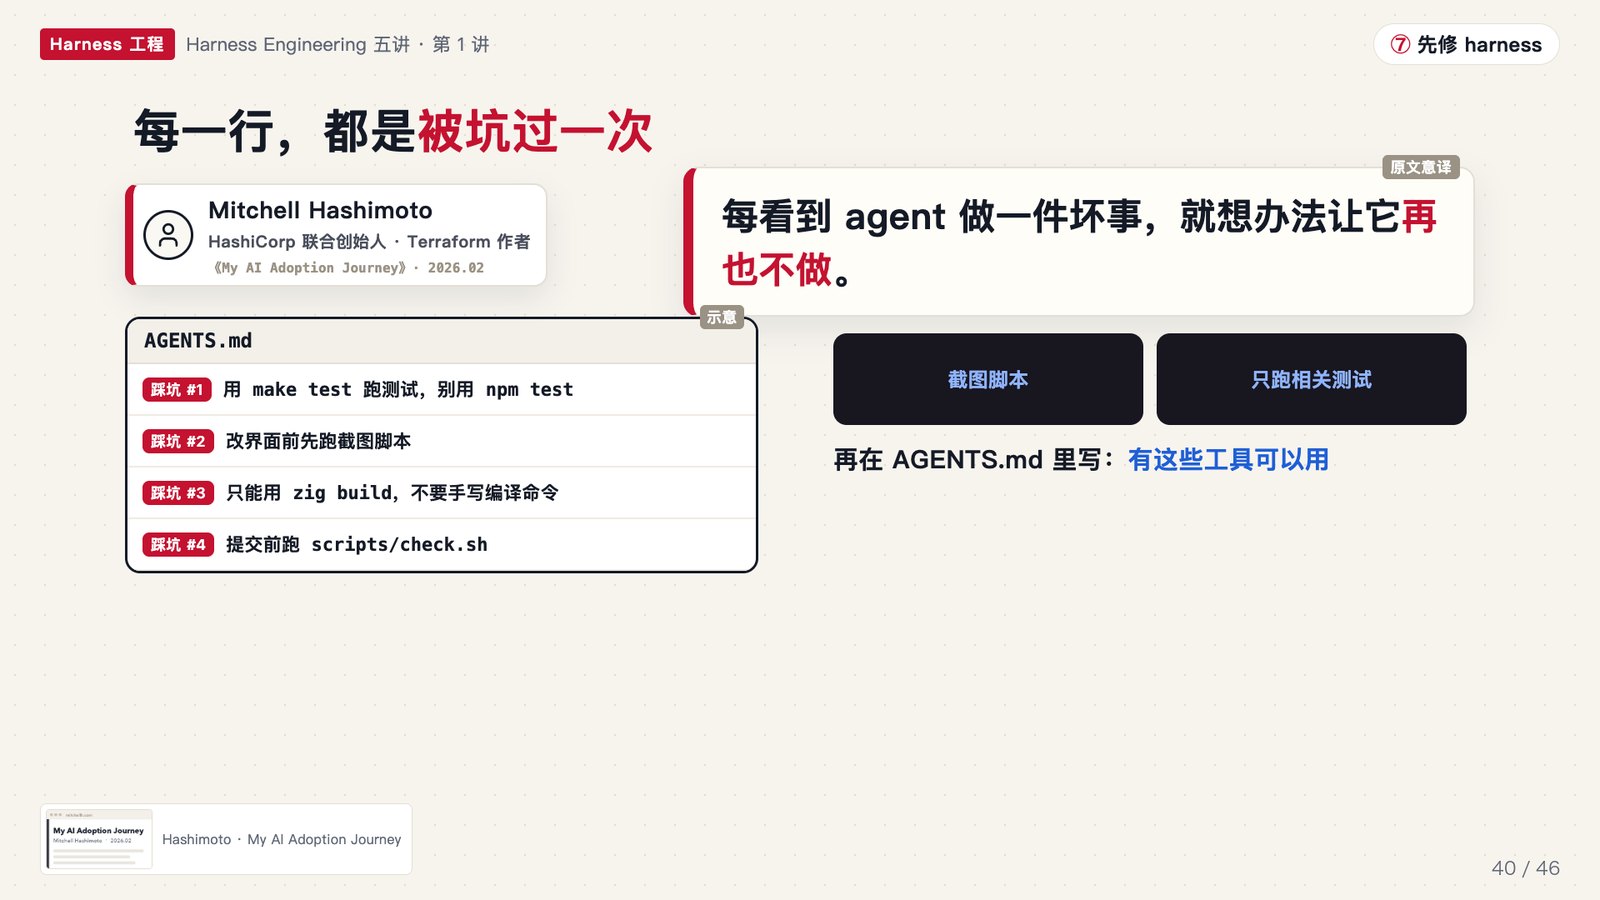 Harness 工程
Harness Engineering 五讲 · 第 1 讲
⑦ 先修 harness
每一行，都是被坑过一次
Mitchell Hashimoto
HashiCorp 联合创始人 · Terraform 作者
《My AI Adoption Journey》 · 2026.02
原文意译
每看到 agent 做一件坏事，就想办法让它再
也不做。
示意
AGENTS.md
踩坑 #1 用 make test 跑测试，别用 npm test
踩坑 #2 改界面前先跑截图脚本
踩坑 #3 只能用 zig build，不要手写编译命令
踩坑 #4 提交前跑 scripts/check.sh
截图脚本
只跑相关测试
再在 AGENTS.md 里写：有这些工具可以用
My AI Adoption Journey
Mitchell Hashimoto · 2026.02
Hashimoto · My AI Adoption Journey
40 / 46